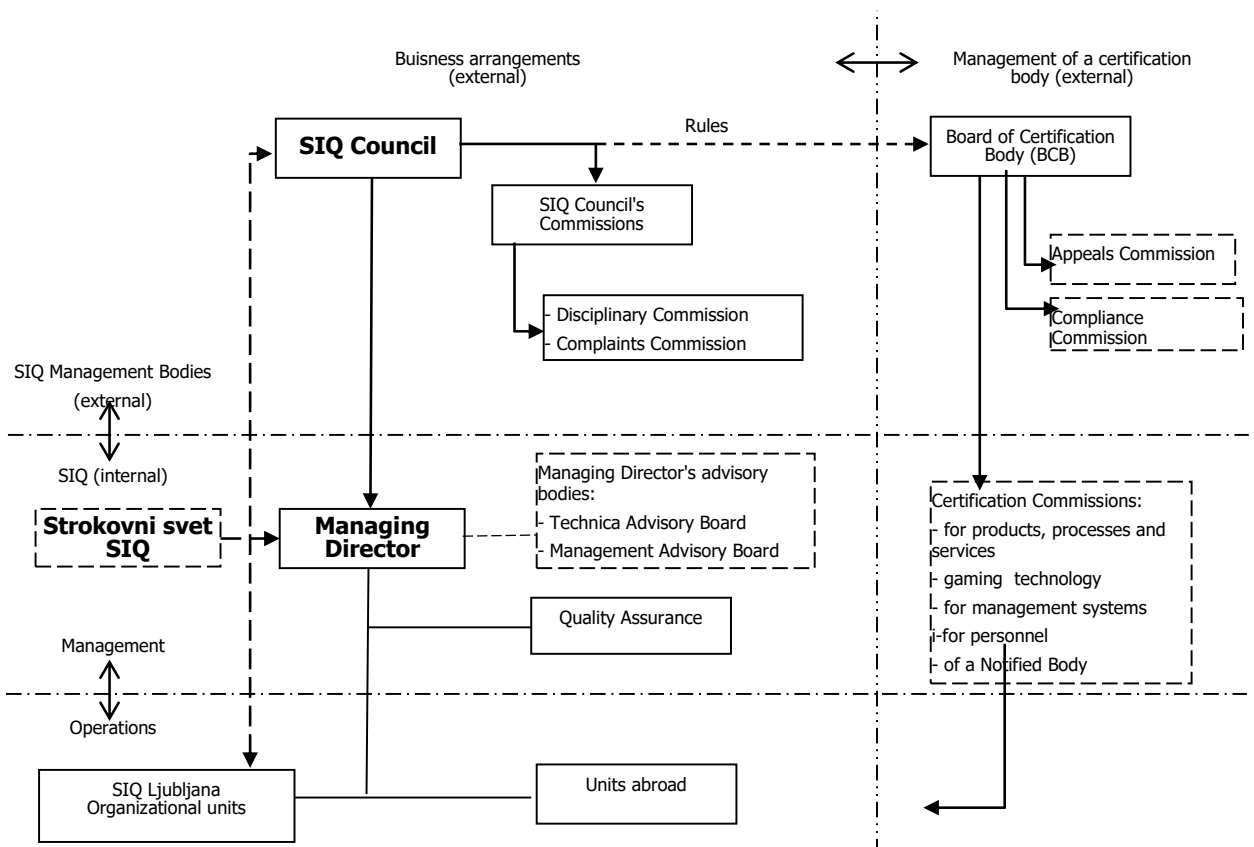 Buisness arrangements
(external)
Management of a certification
body (external)
SIQ Council
Rules
Board of Certification
Body (BCB)
SIQ Council's
Commissions
Appeals Commission
- Disciplinary Commission
- Complaints Commission
Compliance
Commission
SIQ Management Bodies
(external)
SIQ (internal)
Strokovni svet
SIQ
Managing
Director
Managing Director's advisory
bodies:
- Technica Advisory Board
- Management Advisory Board
Certification Commissions:
- for products, processes and
services
- gaming technology
- for management systems
i-for personnel
- of a Notified Body
Quality Assurance
Management
Operations
SIQ Ljubljana
Organizational units
Units abroad